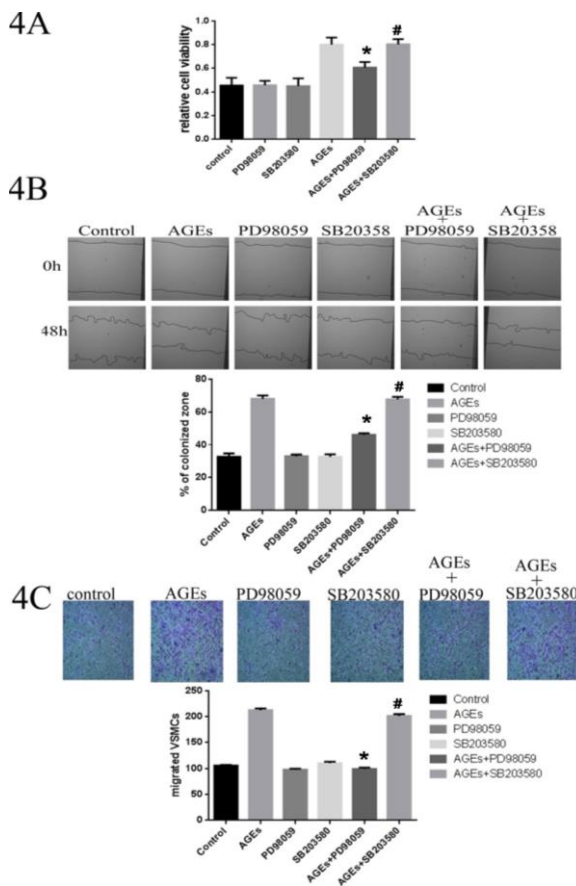 4A
relative cell viability
1.0
0.8
0.6
0.4
0.2
0.0
*
#
control
PD98059
SB203580
AGEs
AGEs+PD98059
AGEs+SB203580
4B
Control
AGEs
PD98059
SB20358
AGEs
+
PD98059
AGEs
+
SB20358
0h
48h
% of colonized zone
80
60
40
20
0
*
#
Control
AGEs
PD98059
SB203580
AGEs+PD98059
AGEs+SB203580
Control
AGEs
PD98059
SB203580
AGEs+PD98059
AGEs+SB203580
4C
control
AGEs
PD98059
SB203580
AGEs
+
PD98059
AGEs
+
SB203580
migrated VSMCs
250
200
150
100
50
0
*
#
Control
AGEs
PD98059
SB203580
AGEs+PD98059
AGEs+SB203580
Control
AGEs
PD98059
SB203580
AGEs+PD98059
AGEs+SB203580